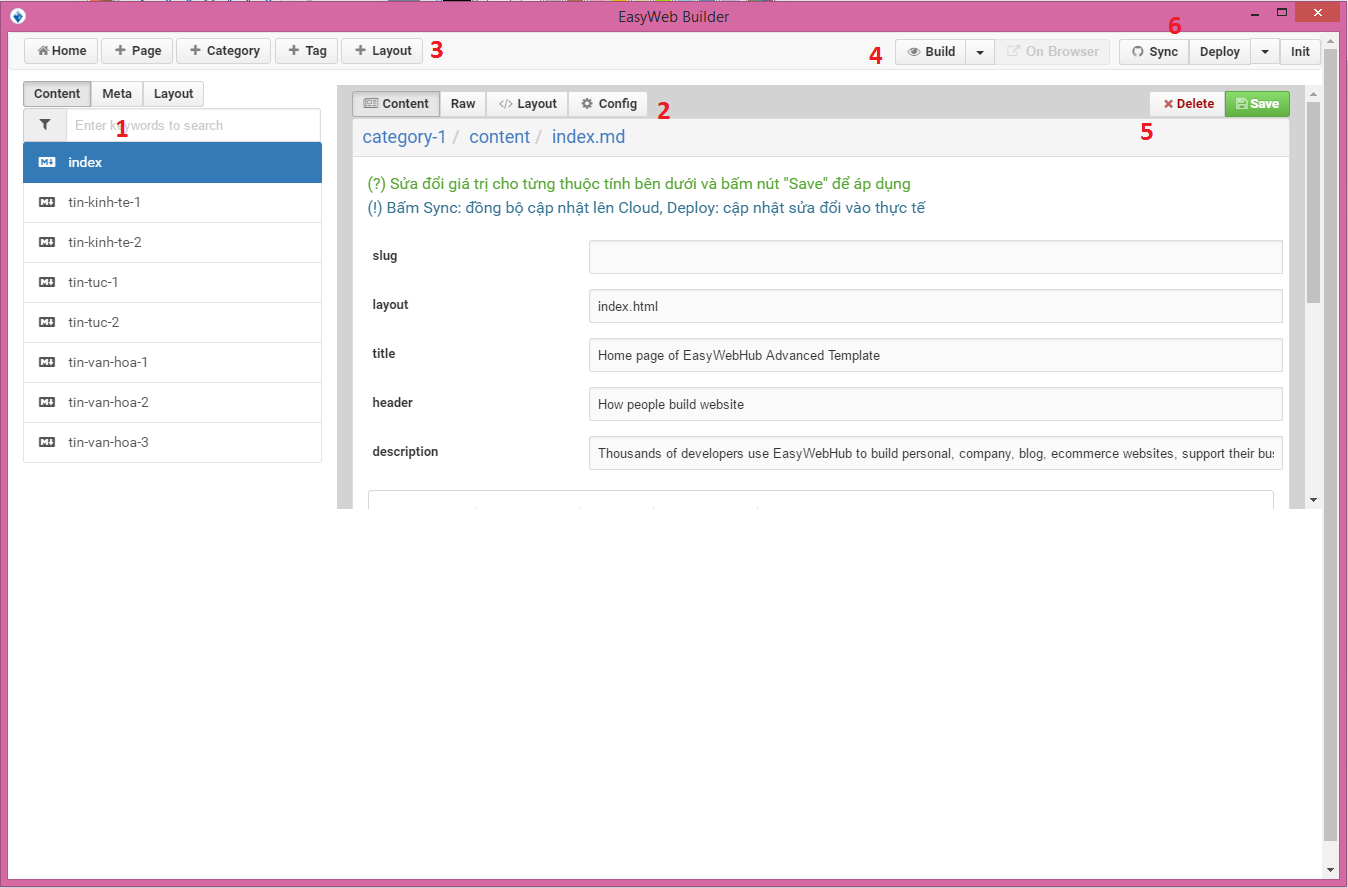 EasyWeb Builder
6
Home Page Category Tag Layout 3 4 Build On Browser Sync Deploy Init
Content Meta Layout
Content Raw Layout Config 2 Delete Save
Enter keywords to search
1
5
category-1 / content / index.md
index
tin-kinh-te-1
tin-kinh-te-2
tin-tuc-1
tin-tuc-2
tin-van-hoa-1
tin-van-hoa-2
tin-van-hoa-3
(?) Sửa đổi giá trị cho từng thuộc tính bên dưới và bấm nút "Save" để áp dụng
(!) Bấm Sync: đồng bộ cập nhật lên Cloud, Deploy: cập nhật sửa đổi vào thực tế
slug
layout index.html
title Home page of EasyWebHub Advanced Template
header How people build website
description Thousands of developers use EasyWebHub to build personal, company, blog, ecommerce websites, support their